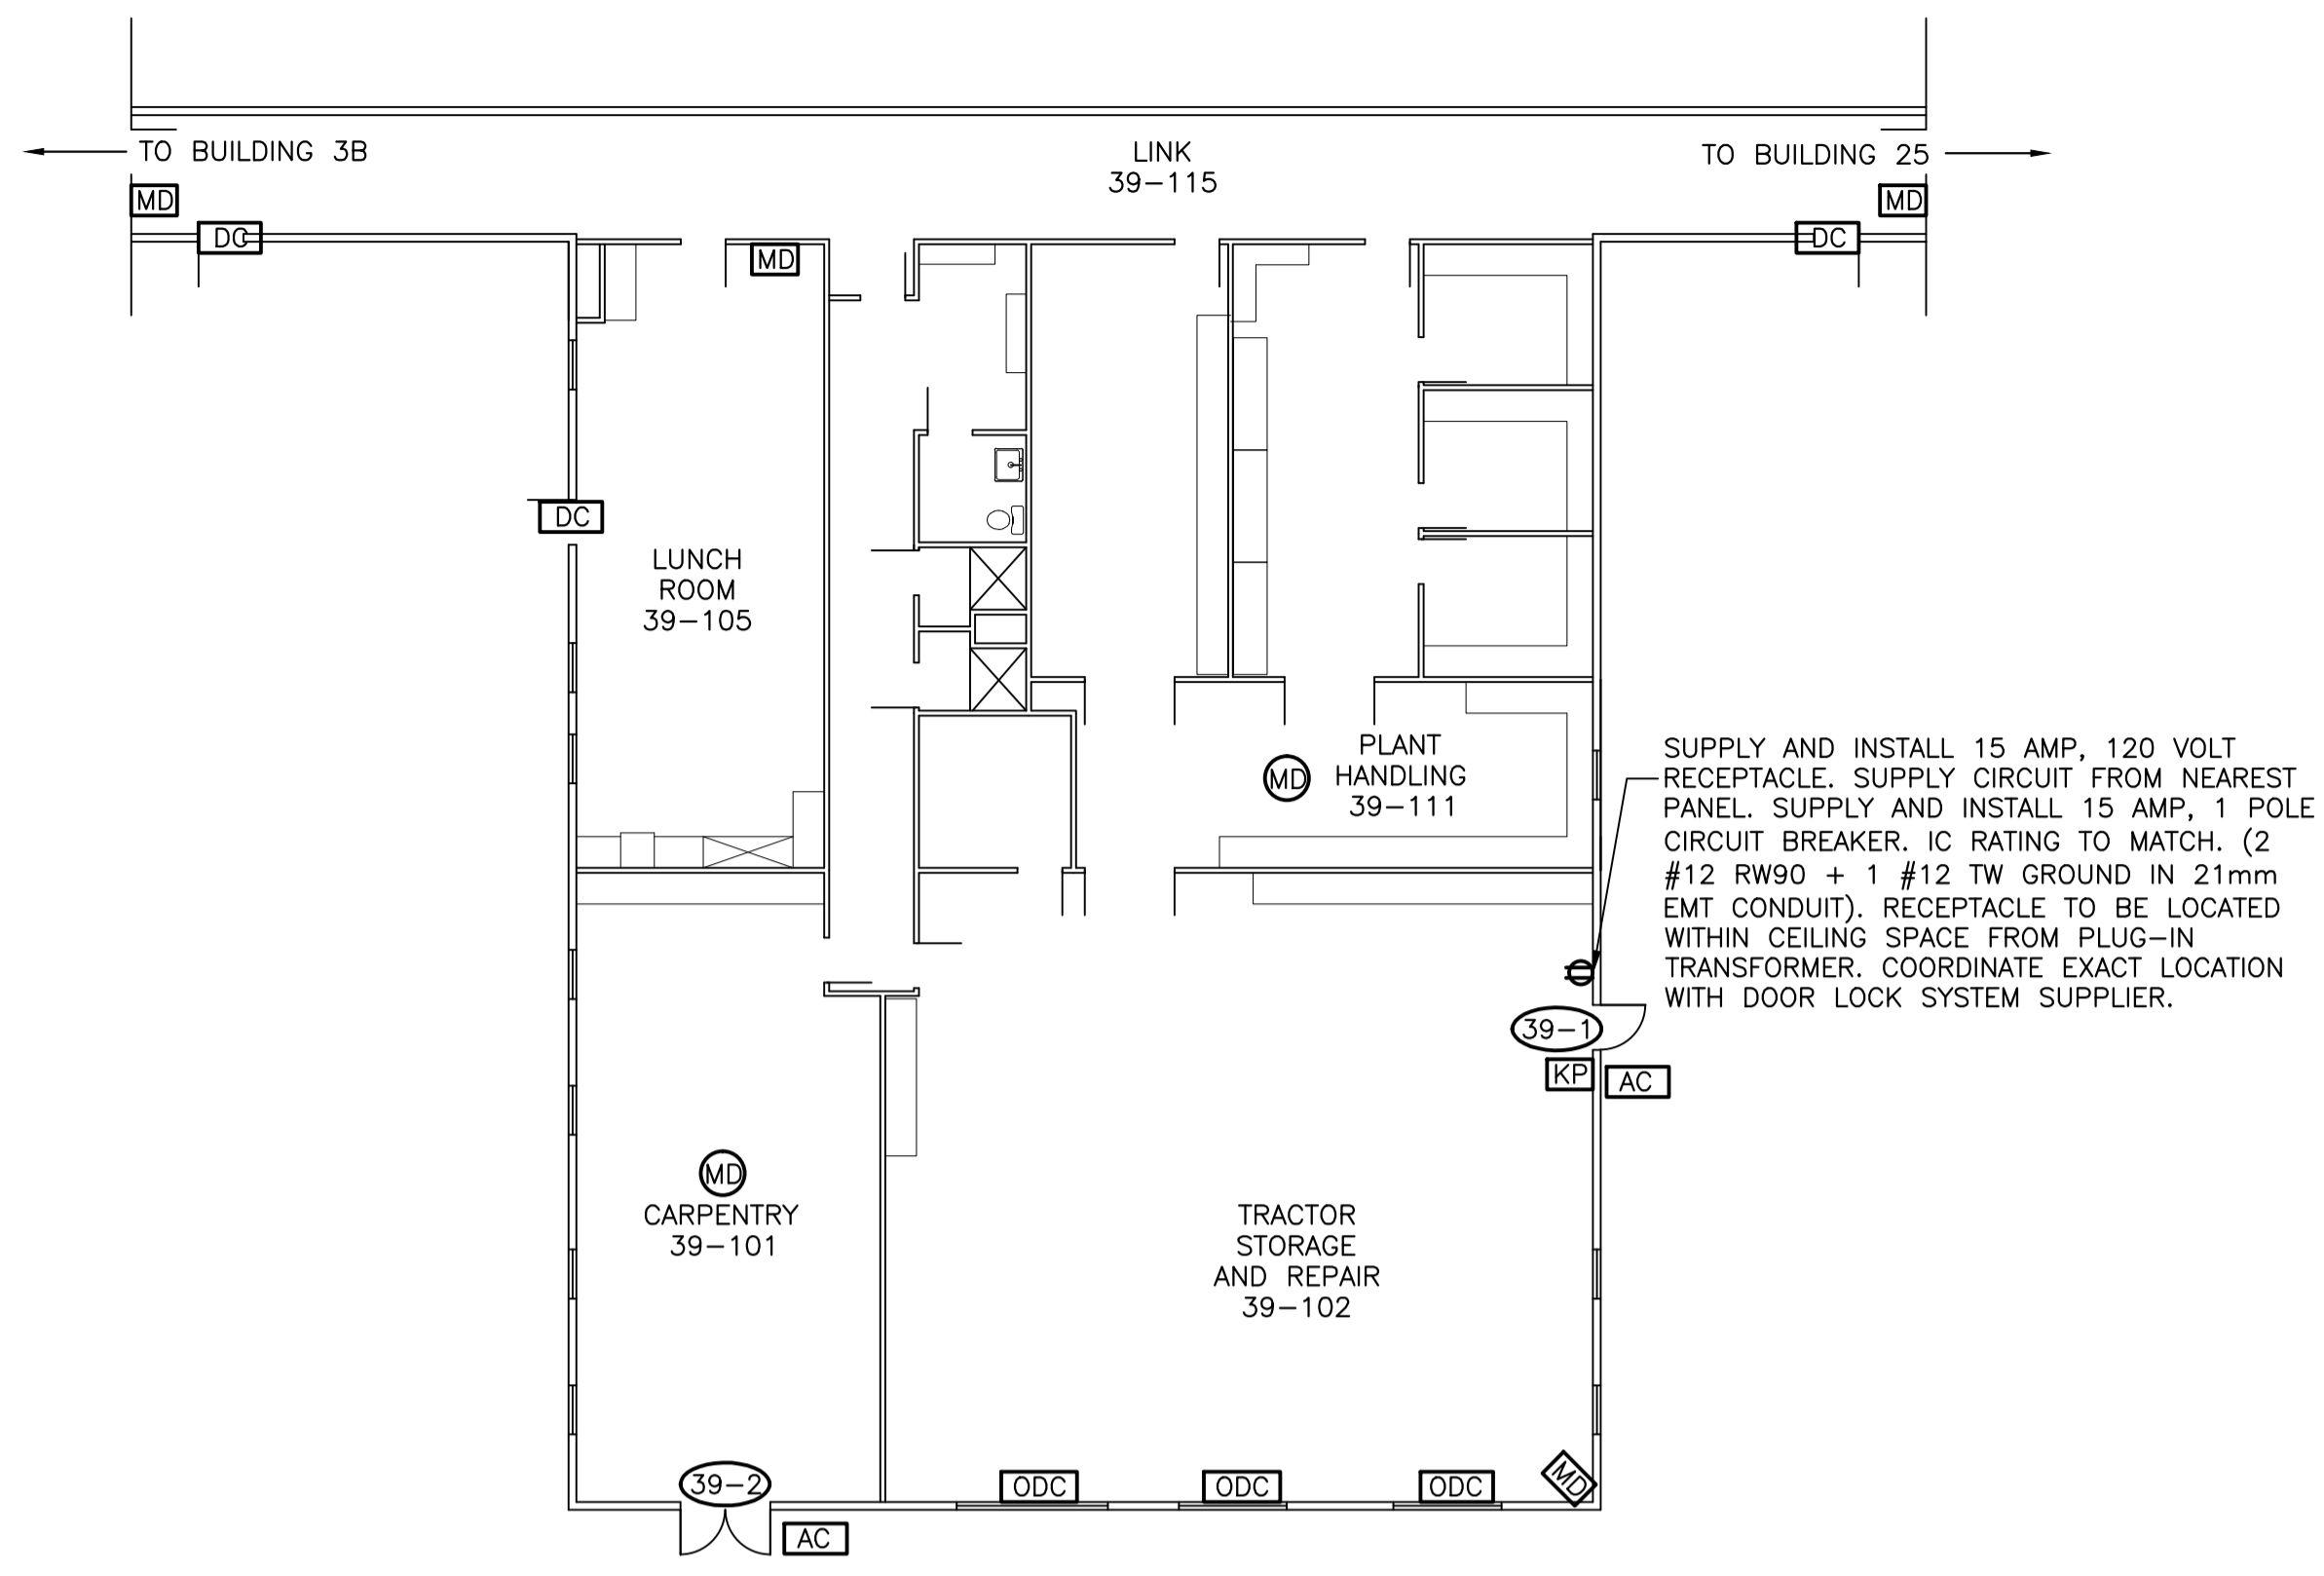 TO BUILDING 3B
LINK
39-115
TO BUILDING 25
MD
MD
DC
DC
MD
DC
LUNCH
ROOM
39-105
PLANT
HANDLING
39-111
MD
SUPPLY AND INSTALL 15 AMP, 120 VOLT
RECEPTACLE. SUPPLY CIRCUIT FROM NEAREST
PANEL. SUPPLY AND INSTALL 15 AMP, 1 POLE
CIRCUIT BREAKER. IC RATING TO MATCH. (2
#12 RW90 + 1 #12 TW GROUND IN 21mm
EMT CONDUIT). RECEPTACLE TO BE LOCATED
WITHIN CEILING SPACE FROM PLUG-IN
TRANSFORMER. COORDINATE EXACT LOCATION
WITH DOOR LOCK SYSTEM SUPPLIER.
39-1
KP
AC
MD
CARPENTRY
39-101
TRACTOR
STORAGE
AND REPAIR
39-102
39-2
ODC
ODC
ODC
MD
AC